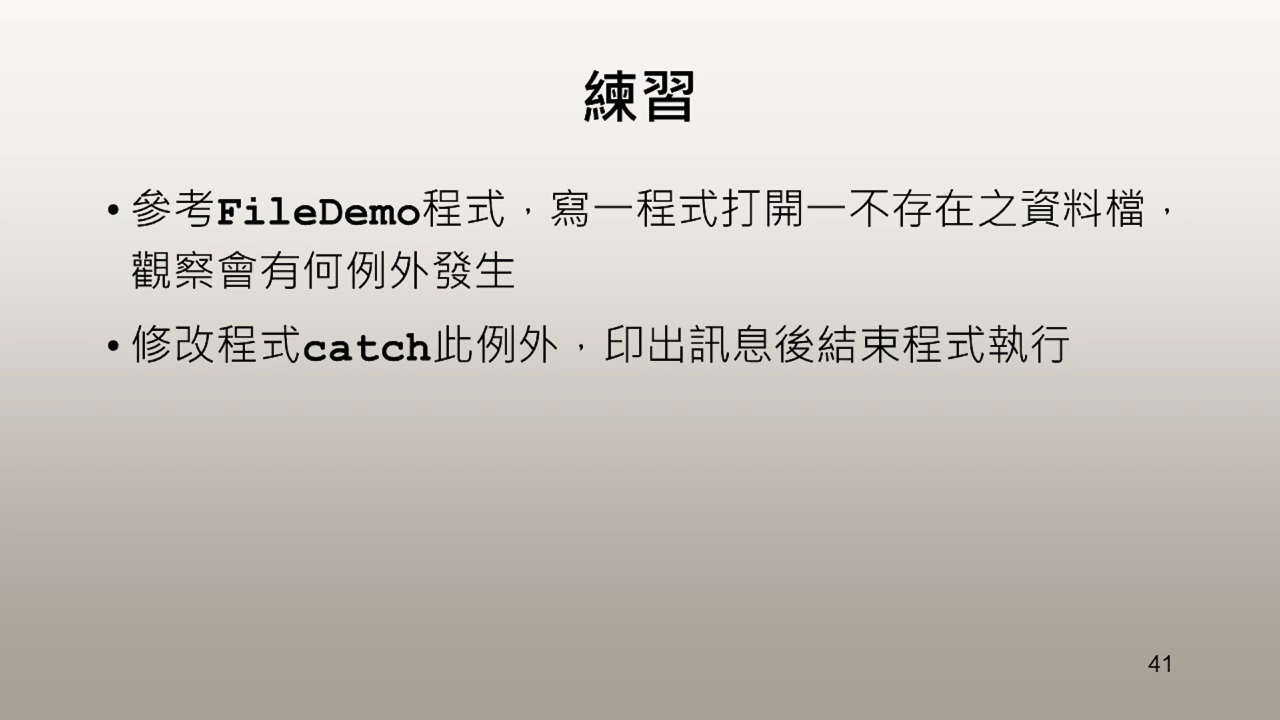 練習
• 參考FileDemo程式，寫一程式打開一不存在之資料檔，
觀察會有何例外發生
• 修改程式catch此例外，印出訊息後結束程式執行
41